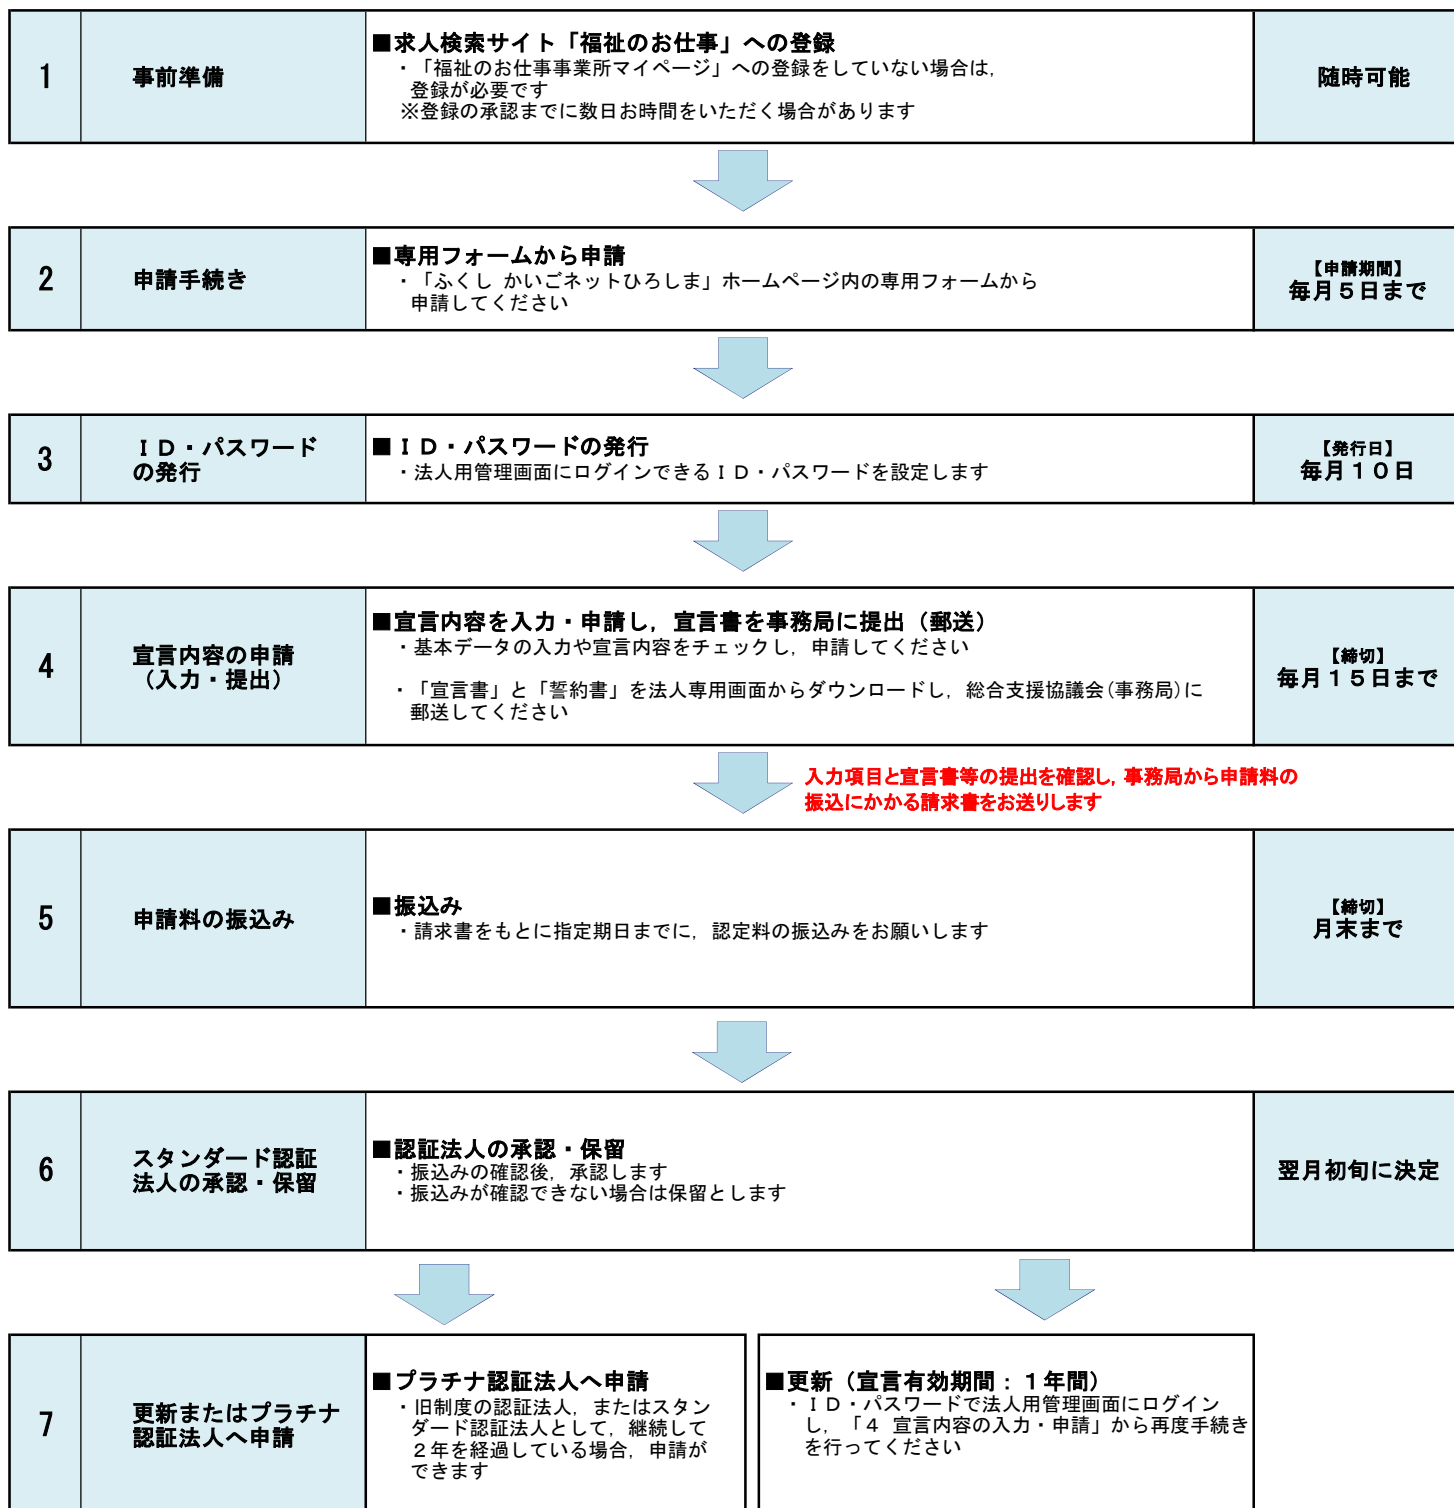 1
事前準備
■求人検索サイト「福祉のお仕事」への登録
・「福祉のお仕事事業所マイページ」への登録をしていない場合は，
登録が必要です
※登録の承認までに数日お時間をいただく場合があります
随時可能
2
申請手続き
■専用フォームから申請
・「ふくし かいごネットひろしま」ホームページ内の専用フォームから
申請してください
【申請期間】
毎月５日まで
3
ＩＤ・パスワード
の発行
■ＩＤ・パスワードの発行
・法人用管理画面にログインできるＩＤ・パスワードを設定します
【発行日】
毎月１０日
4
宣言内容の申請
（入力・提出）
■宣言内容を入力・申請し，宣言書を事務局に提出（郵送）
・基本データの入力や宣言内容をチェックし，申請してください
・「宣言書」と「誓約書」を法人専用画面からダウンロードし，総合支援協議会(事務局)に
郵送してください
【締切】
毎月１５日まで
入力項目と宣言書等の提出を確認し，事務局から申請料の
振込にかかる請求書をお送りします
5
申請料の振込み
■振込み
・請求書をもとに指定期日までに，認定料の振込みをお願いします
【締切】
月末まで
6
スタンダード認証
法人の承認・保留
■認証法人の承認・保留
・振込みの確認後，承認します
・振込みが確認できない場合は保留とします
翌月初旬に決定
7
更新またはプラチナ
認証法人へ申請
■プラチナ認証法人へ申請
・旧制度の認証法人，またはスタン
ダード認証法人として，継続して
２年を経過している場合，申請が
できます
■更新（宣言有効期間：１年間）
・ＩＤ・パスワードで法人用管理画面にログイン
し，「4 宣言内容の入力・申請」から再度手続き
を行ってください